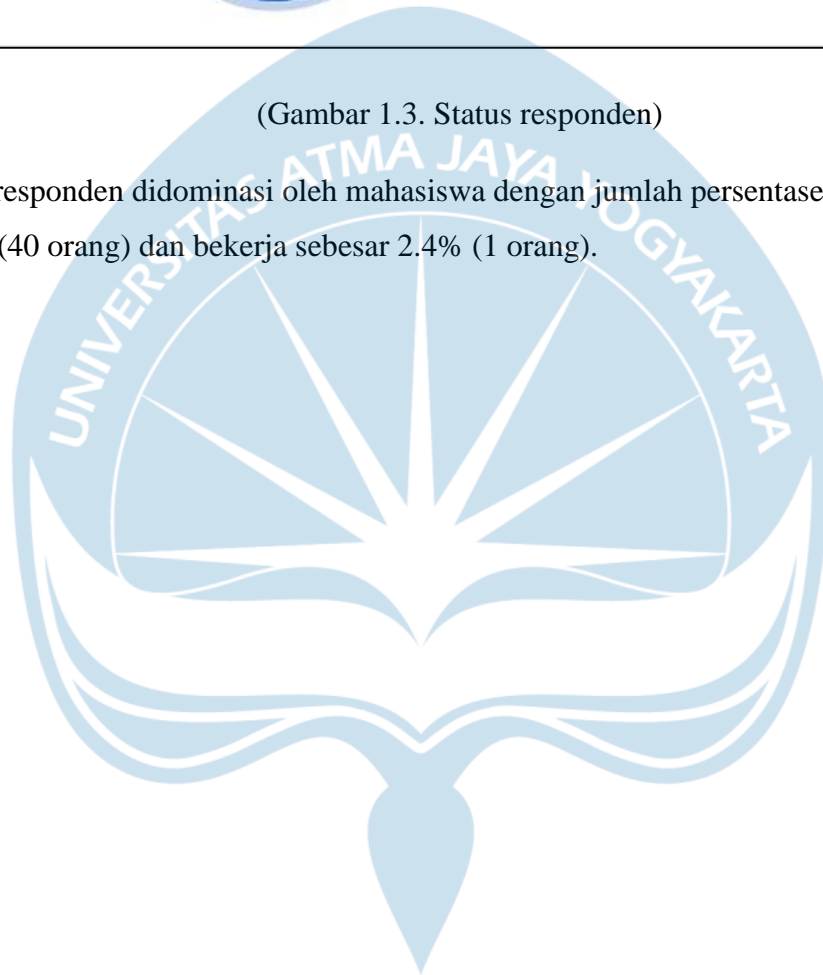 (Gambar 1.3. Status responden)
responden didominasi oleh mahasiswa dengan jumlah persentase
(40 orang) dan bekerja sebesar 2.4% (1 orang).
UNIVERSITAS ATMA JAYA YOGYAKARTA